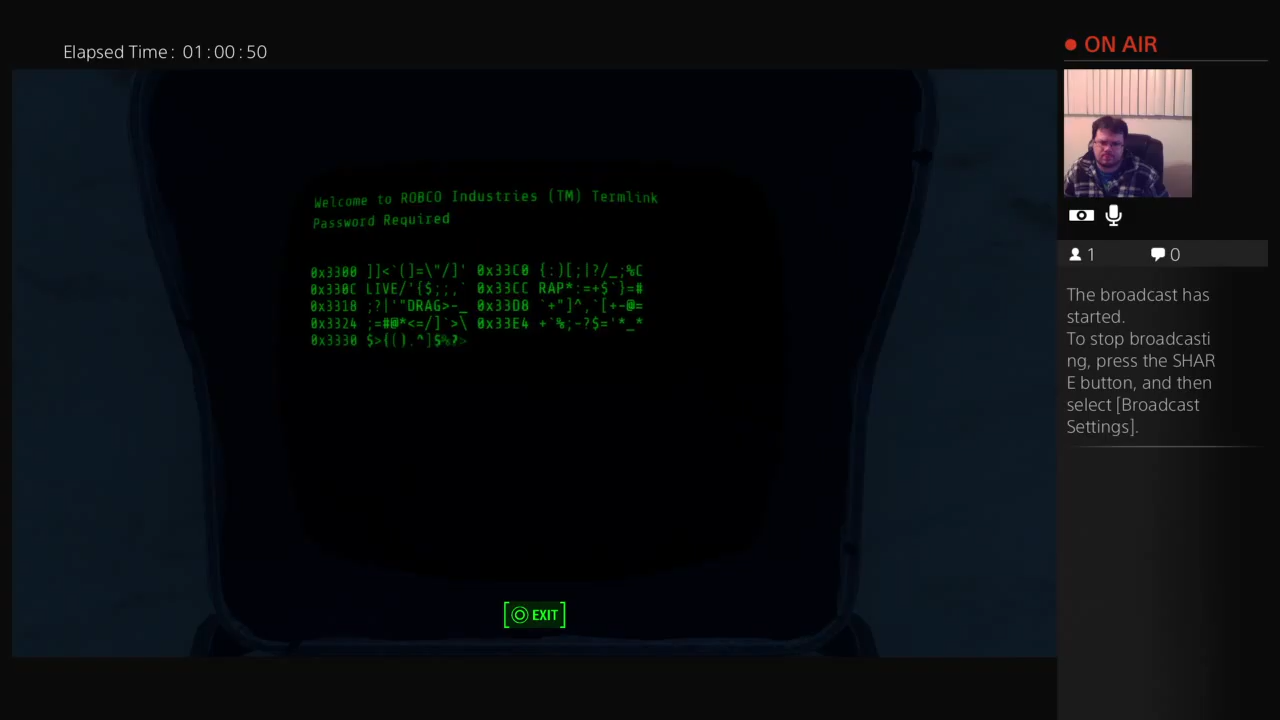 Elapsed Time: 01:00:50
ON AIR
Welcome to ROBCO Industries (TM) Termlink
Password Required
0x3300 ]]<`(]=\"/]' 0x33C0 {:)[;|?/_;%C
0x330C LIVE/'{$;;,` 0x33CC RAP*:=+$`}=#
0x3318 ;?|'"DRAG>-_ 0x33D8 `+"]^,`[+-@=
0x3324 ;=#@*<=/]`>\ 0x33E4 +`%;-?$='*_*
0x3330 $>(().^]$%?>
EXIT
1 0
The broadcast has
started.
To stop broadcasti
ng, press the SHAR
E button, and then
select [Broadcast
Settings].